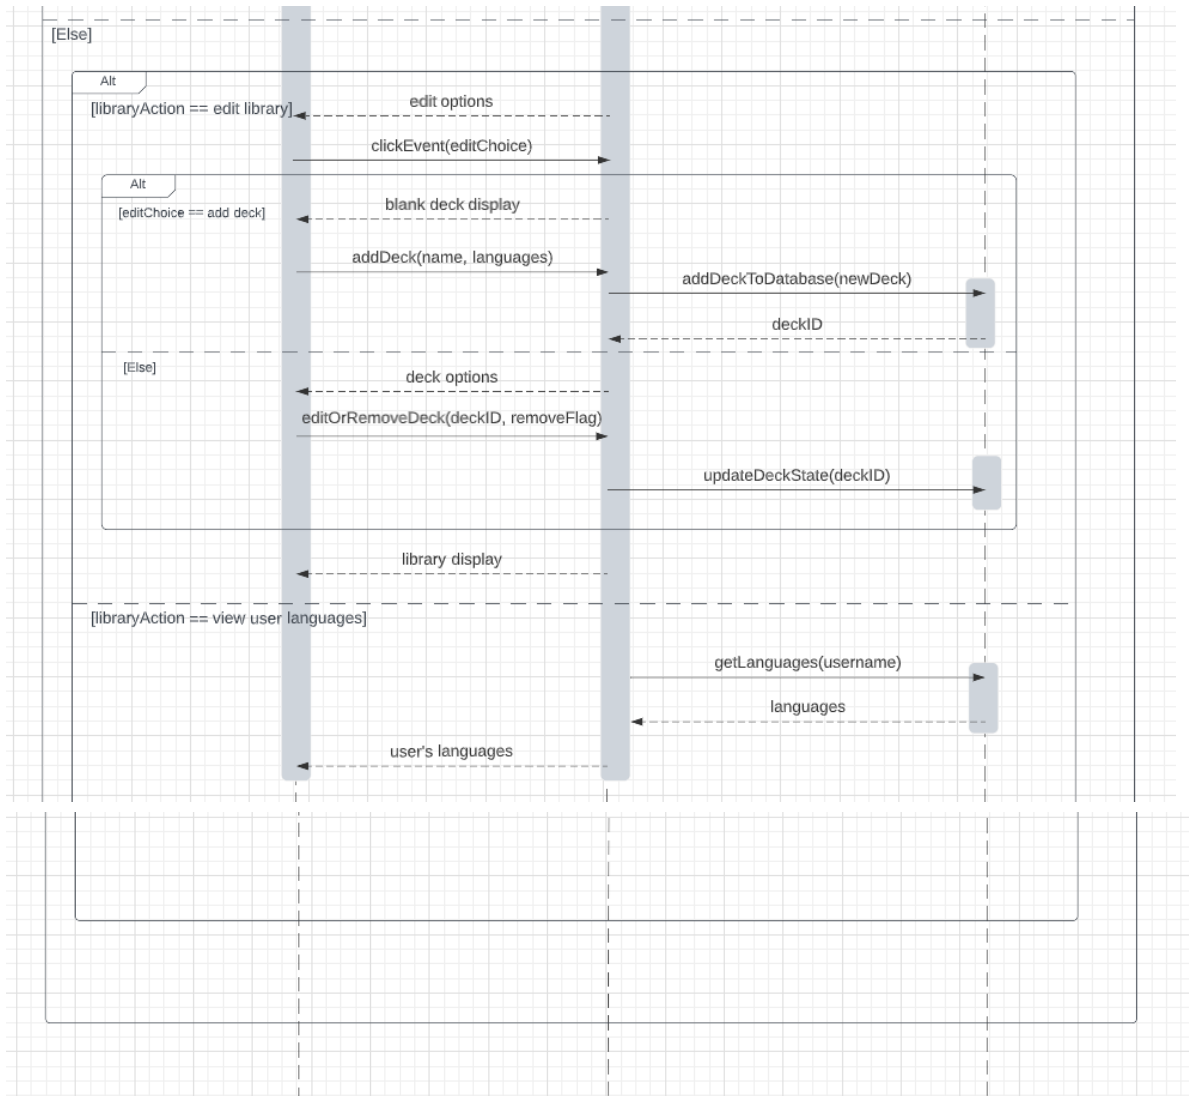 [Else]
Alt
[libraryAction == edit library]
edit options
clickEvent(editChoice)
Alt
[editChoice == add deck]
blank deck display
addDeck(name, languages)
addDeckToDatabase(newDeck)
deckID
[Else]
deck options
editOrRemoveDeck(deckID, removeFlag)
updateDeckState(deckID)
library display
[libraryAction == view user languages]
getLanguages(username)
languages
user's languages